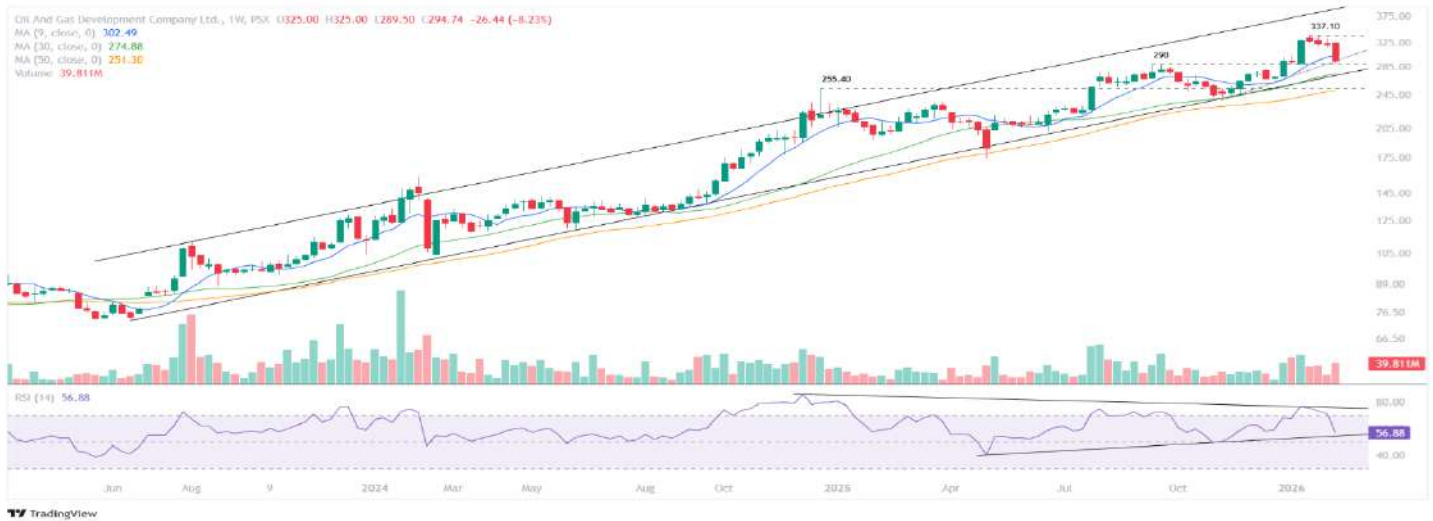 Oil And Gas Development Company Ltd., 1W, PSX O325.00 H325.00 L289.50 C294.74 -26.44 (-8.23%)
MA (9, close, 0) 302.49
MA (30, close, 0) 274.88
MA (50, close, 0) 251.30
Volume 39.811M
337.10
290
255.40
375.00
325.00
285.00
245.00
205.00
175.00
145.00
125.00
105.00
89.00
76.50
66.50
39.811M
RSI (14) 56.88
80.00
56.88
40.00
Jun Aug 9 2024 Mar May Aug Oct 2025 Apr Jul Oct 2026
TradingView